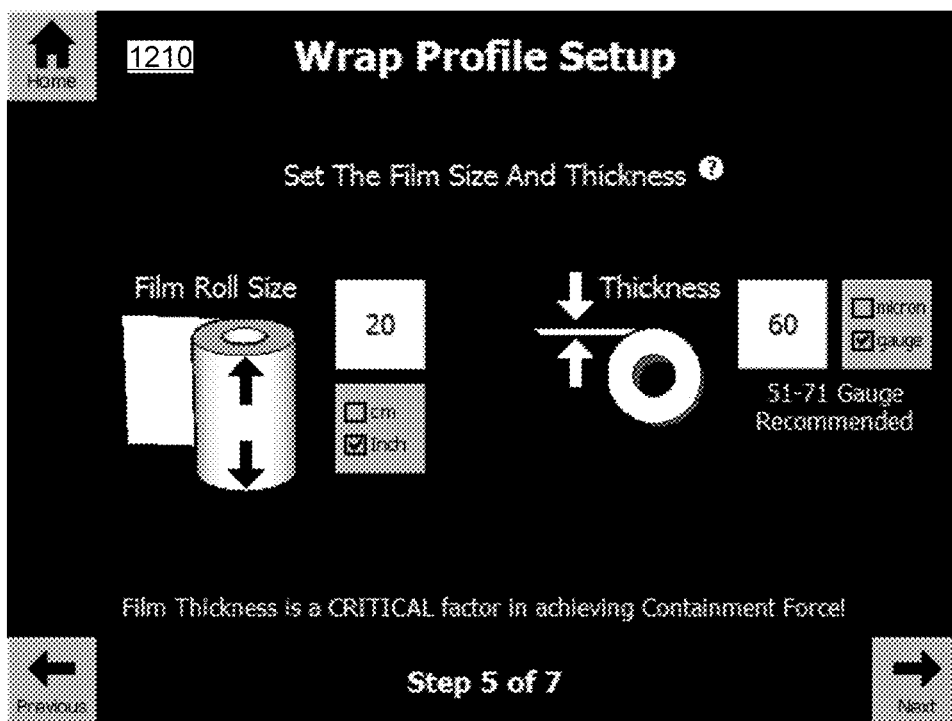 Home
1210
Wrap Profile Setup
Set The Film Size And Thickness ?
Film Roll Size
20
cm
inch
Thickness
60
micron
gauge
51-71 Gauge
Recommended
Film Thickness is a CRITICAL factor in achieving Containment Force!
Previous
Step 5 of 7
Next